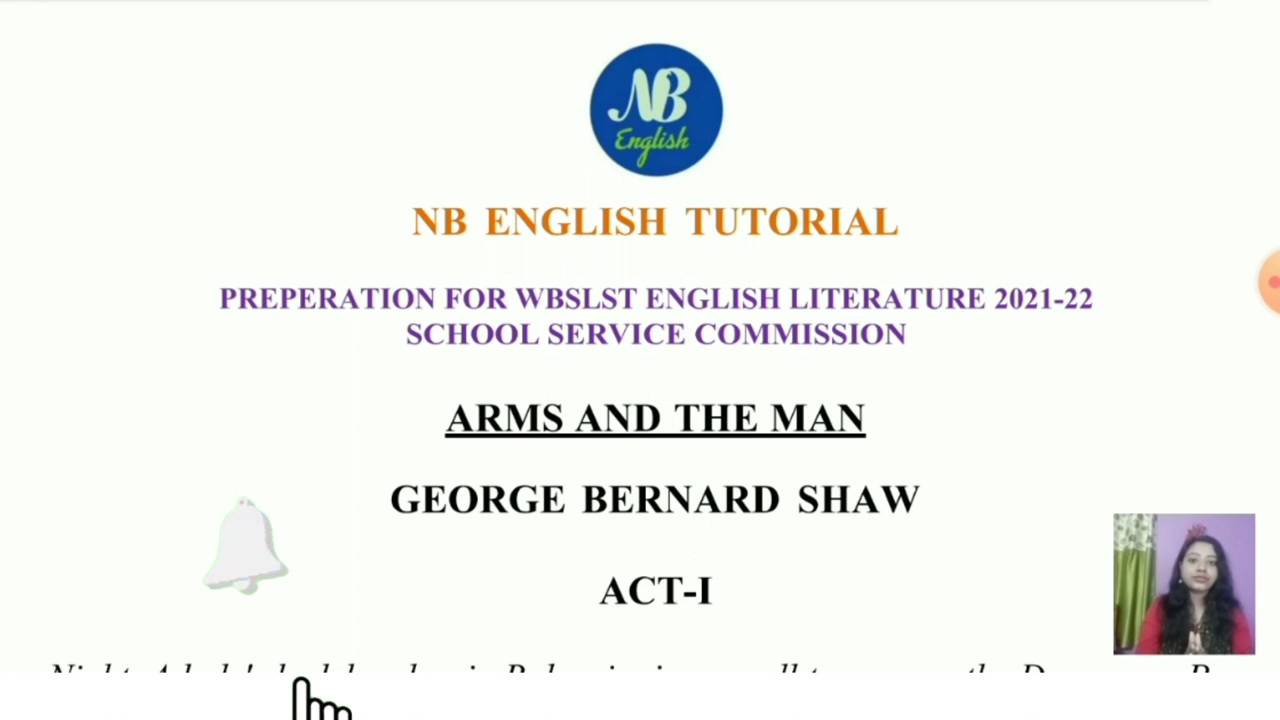 NB
English
NB ENGLISH TUTORIAL
PREPERATION FOR WBSLST ENGLISH LITERATURE 2021-22
SCHOOL SERVICE COMMISSION
ARMS AND THE MAN
GEORGE BERNARD SHAW
ACT-I